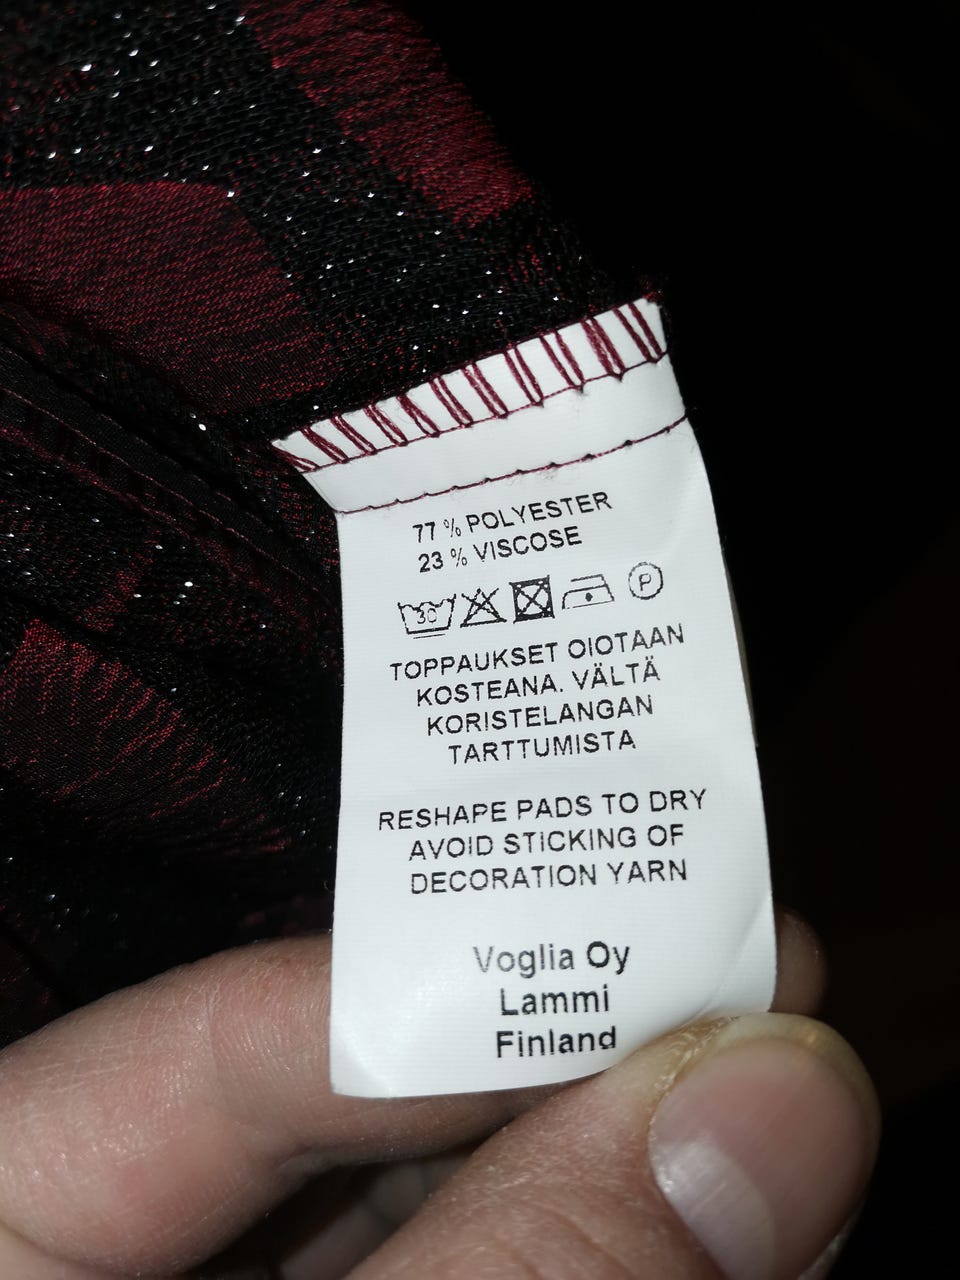 77 % POLYESTER
23 % VISCOSE
30 P
TOPPAUKSET OIOTAAN
KOSTEANA. VÄLTÄ
KORISTELANGAN
TARTTUMISTA
RESHAPE PADS TO DRY
AVOID STICKING OF
DECORATION YARN
Voglia Oy
Lammi
Finland